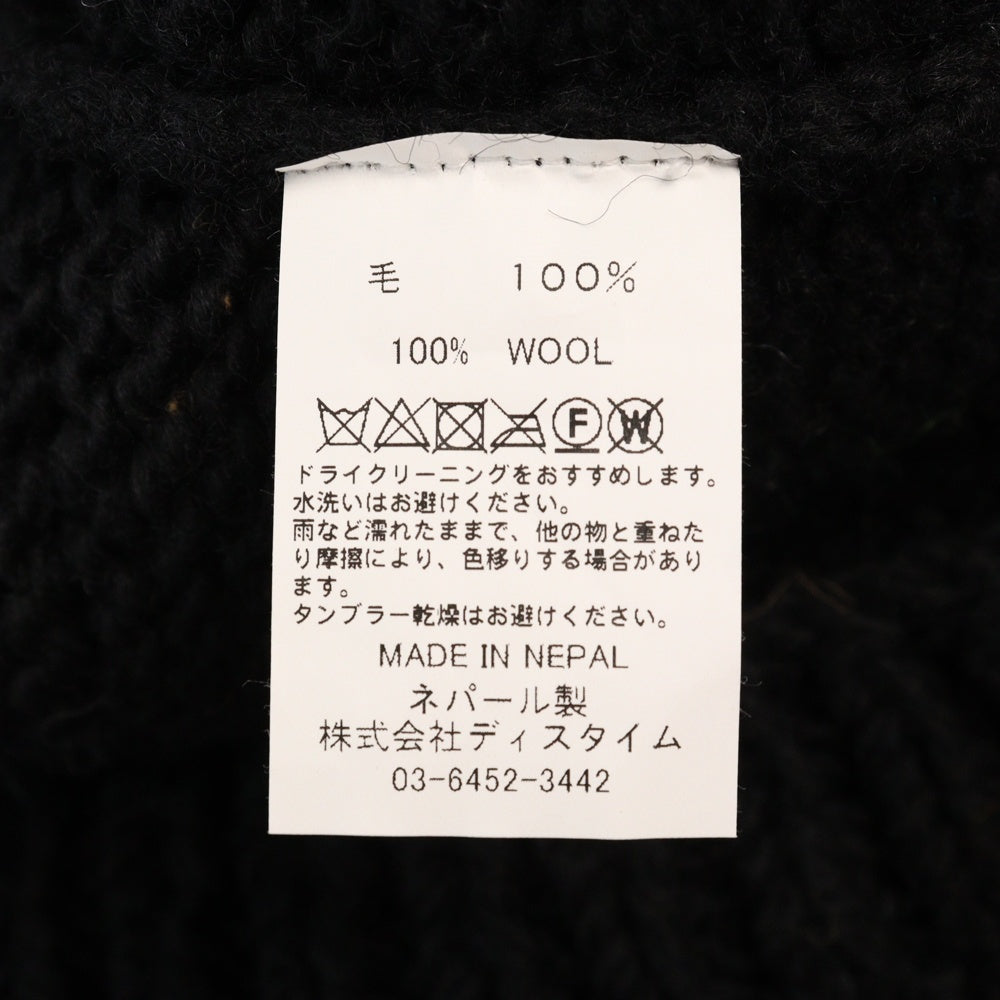 毛 100%
100% WOOL
F W
ドライクリーニングをおすすめします。
水洗いはお避けください。
雨など濡れたままで、他の物と重ねた
り摩擦により、色移りする場合があり
ます。
タンブラー乾燥はお避けください。
MADE IN NEPAL
ネパール製
株式会社ディスタイム
03-6452-3442